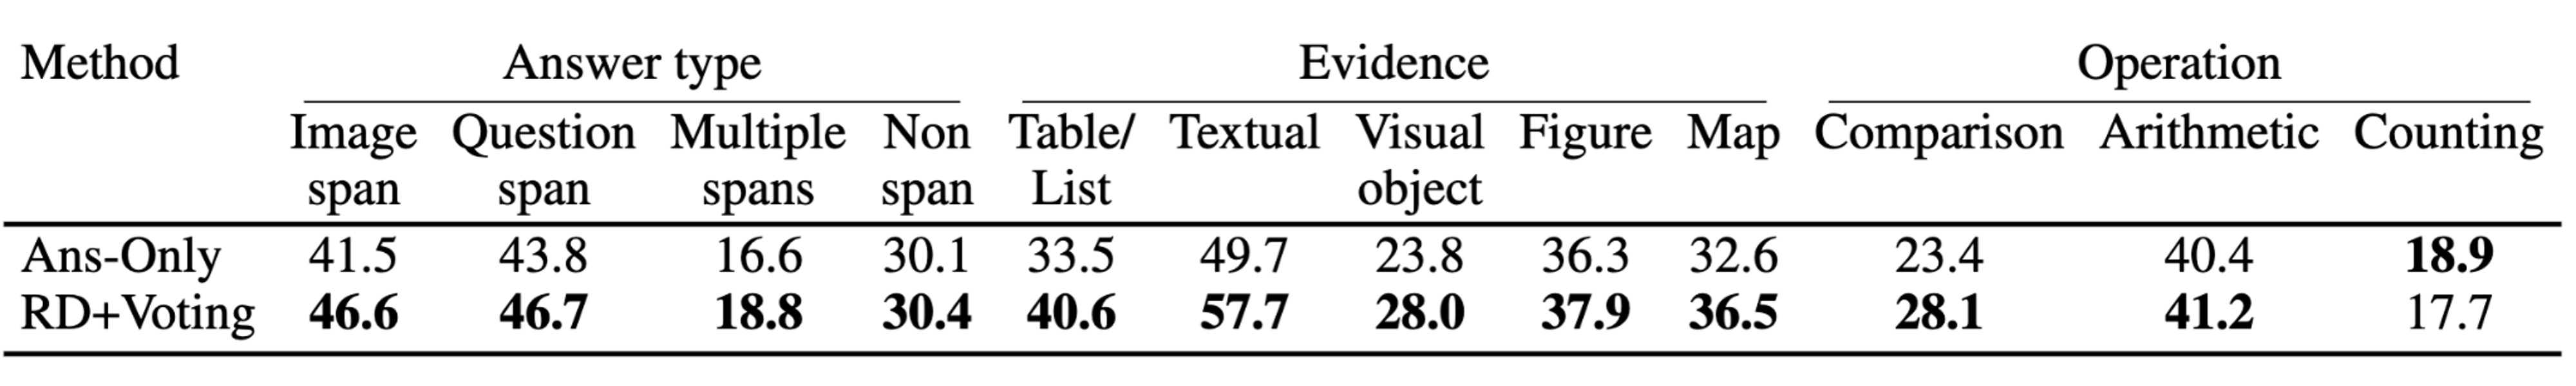 Method Answer type Evidence Operation
Image Question Multiple Non Table/ Textual Visual Figure Map Comparison Arithmetic Counting
span span spans span List object
Ans-Only 41.5 43.8 16.6 30.1 33.5 49.7 23.8 36.3 32.6 23.4 40.4 18.9
RD+Voting 46.6 46.7 18.8 30.4 40.6 57.7 28.0 37.9 36.5 28.1 41.2 17.7